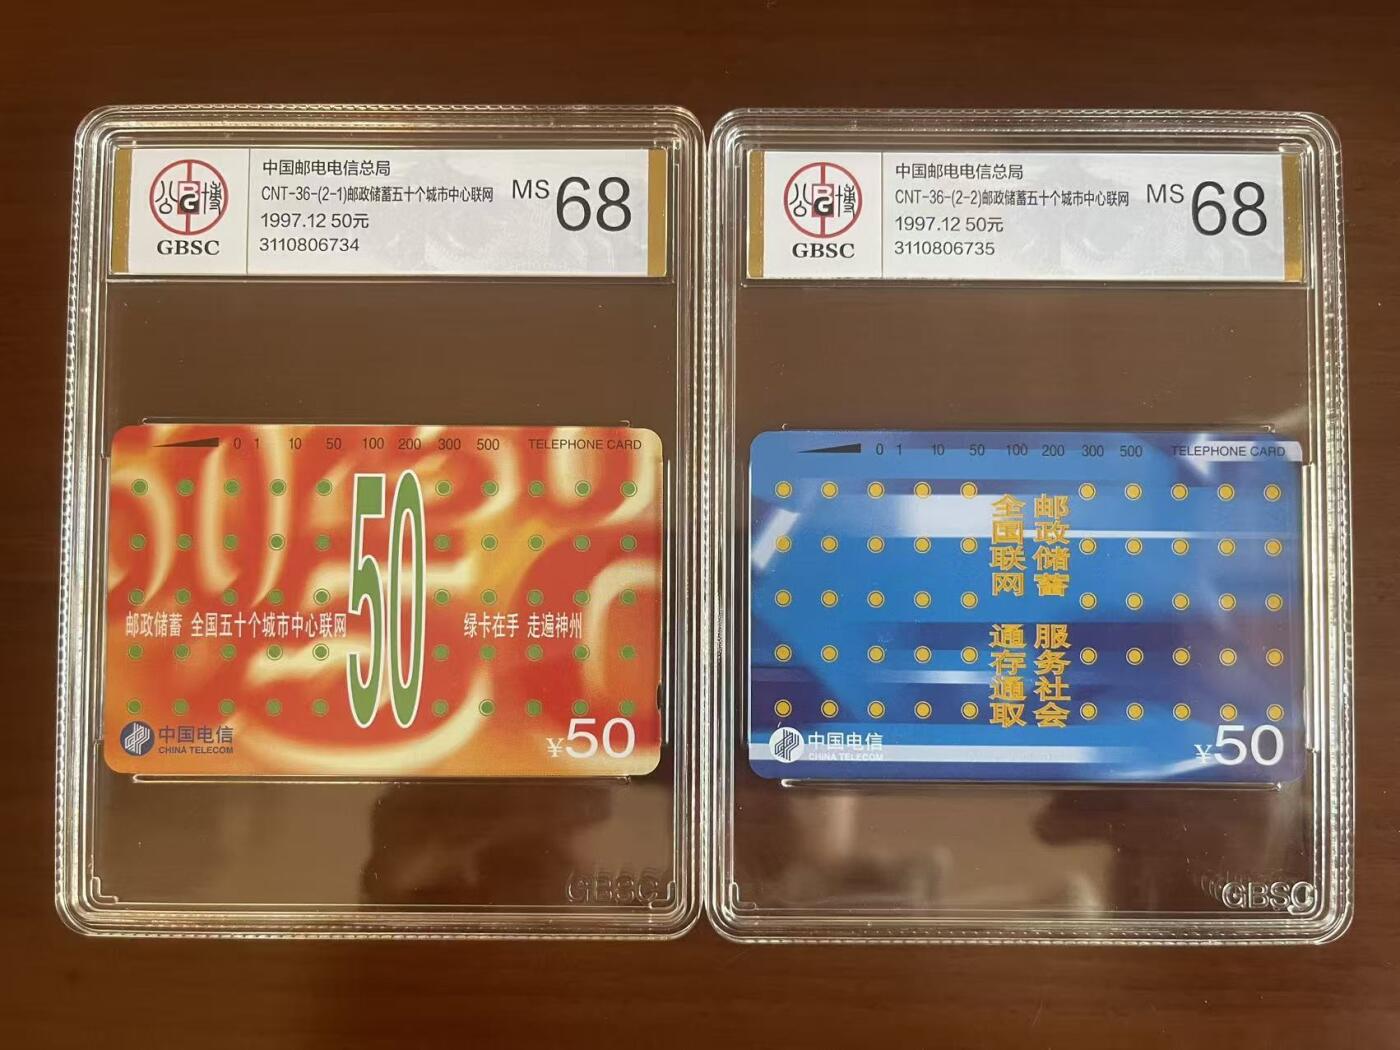 公博
GBSC
中国邮电电信总局
CNT-36-(2-1)邮政储蓄五十个城市中心联网
1997.12 50元
3110806734
MS 68
0 1 10 50 100 200 300 500 TELEPHONE CARD
50
邮政储蓄 全国五十个城市中心联网
绿卡在手 走遍神州
中国电信
CHINA TELECOM
¥50
GBSC
公博
GBSC
中国邮电电信总局
CNT-36-(2-2)邮政储蓄五十个城市中心联网
1997.12 50元
3110806735
MS 68
0 1 10 50 100 200 300 500 TELEPHONE CARD
邮政储蓄 服务社会
全国联网 通存通取
中国电信
CHINA TELECOM
¥50
GBSC